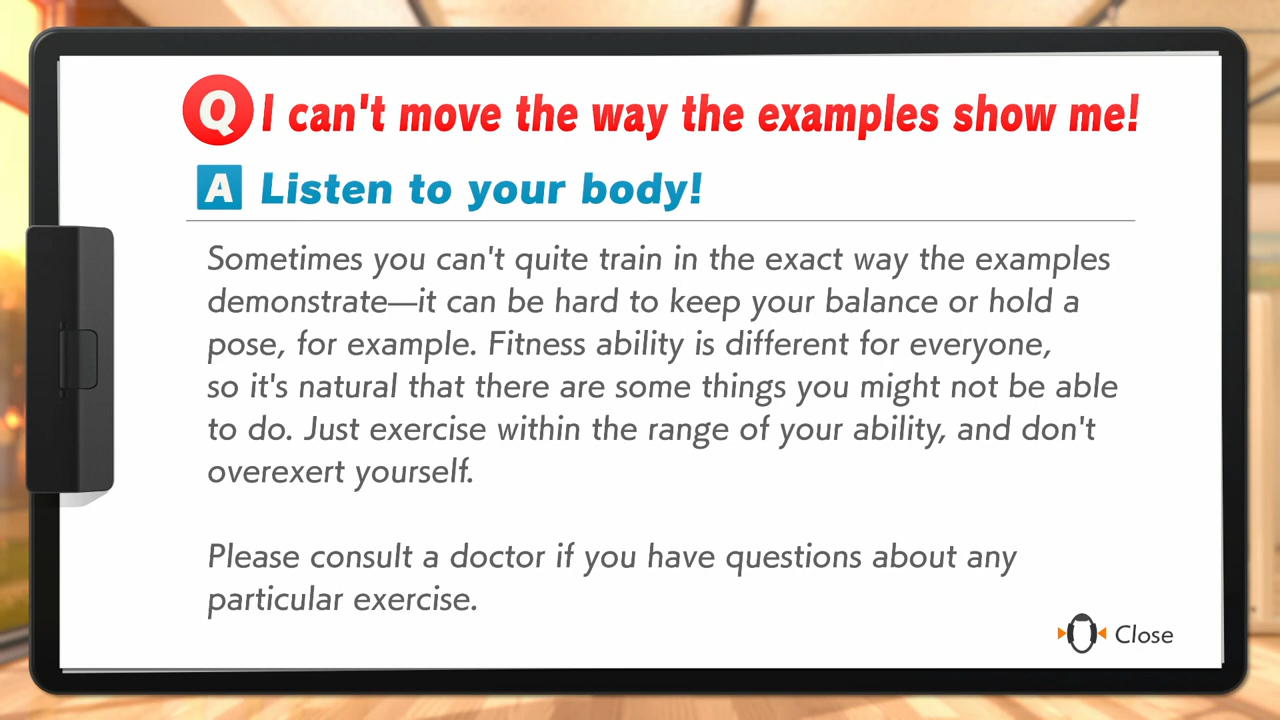 Q I can't move the way the examples show me!
A Listen to your body!
Sometimes you can't quite train in the exact way the examples
demonstrate—it can be hard to keep your balance or hold a
pose, for example. Fitness ability is different for everyone,
so it's natural that there are some things you might not be able
to do. Just exercise within the range of your ability, and don't
overexert yourself.
Please consult a doctor if you have questions about any
particular exercise.
Close